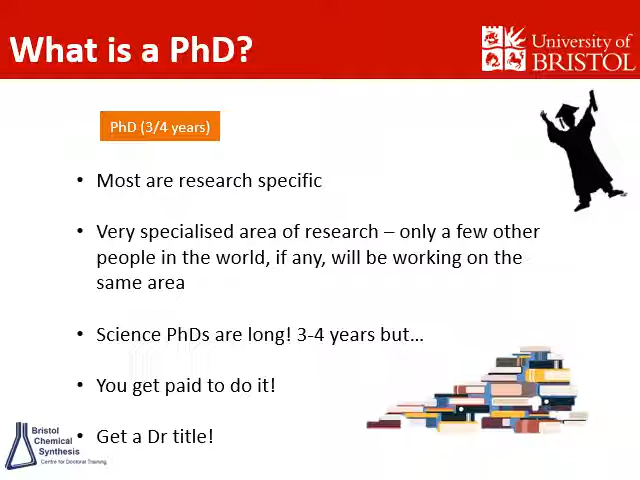 What is a PhD?
University of
BRISTOL
PhD (3/4 years)
• Most are research specific
• Very specialised area of research – only a few other
people in the world, if any, will be working on the
same area
• Science PhDs are long! 3-4 years but…
• You get paid to do it!
• Get a Dr title!
Bristol
Chemical
Synthesis
Centre for Doctoral Training